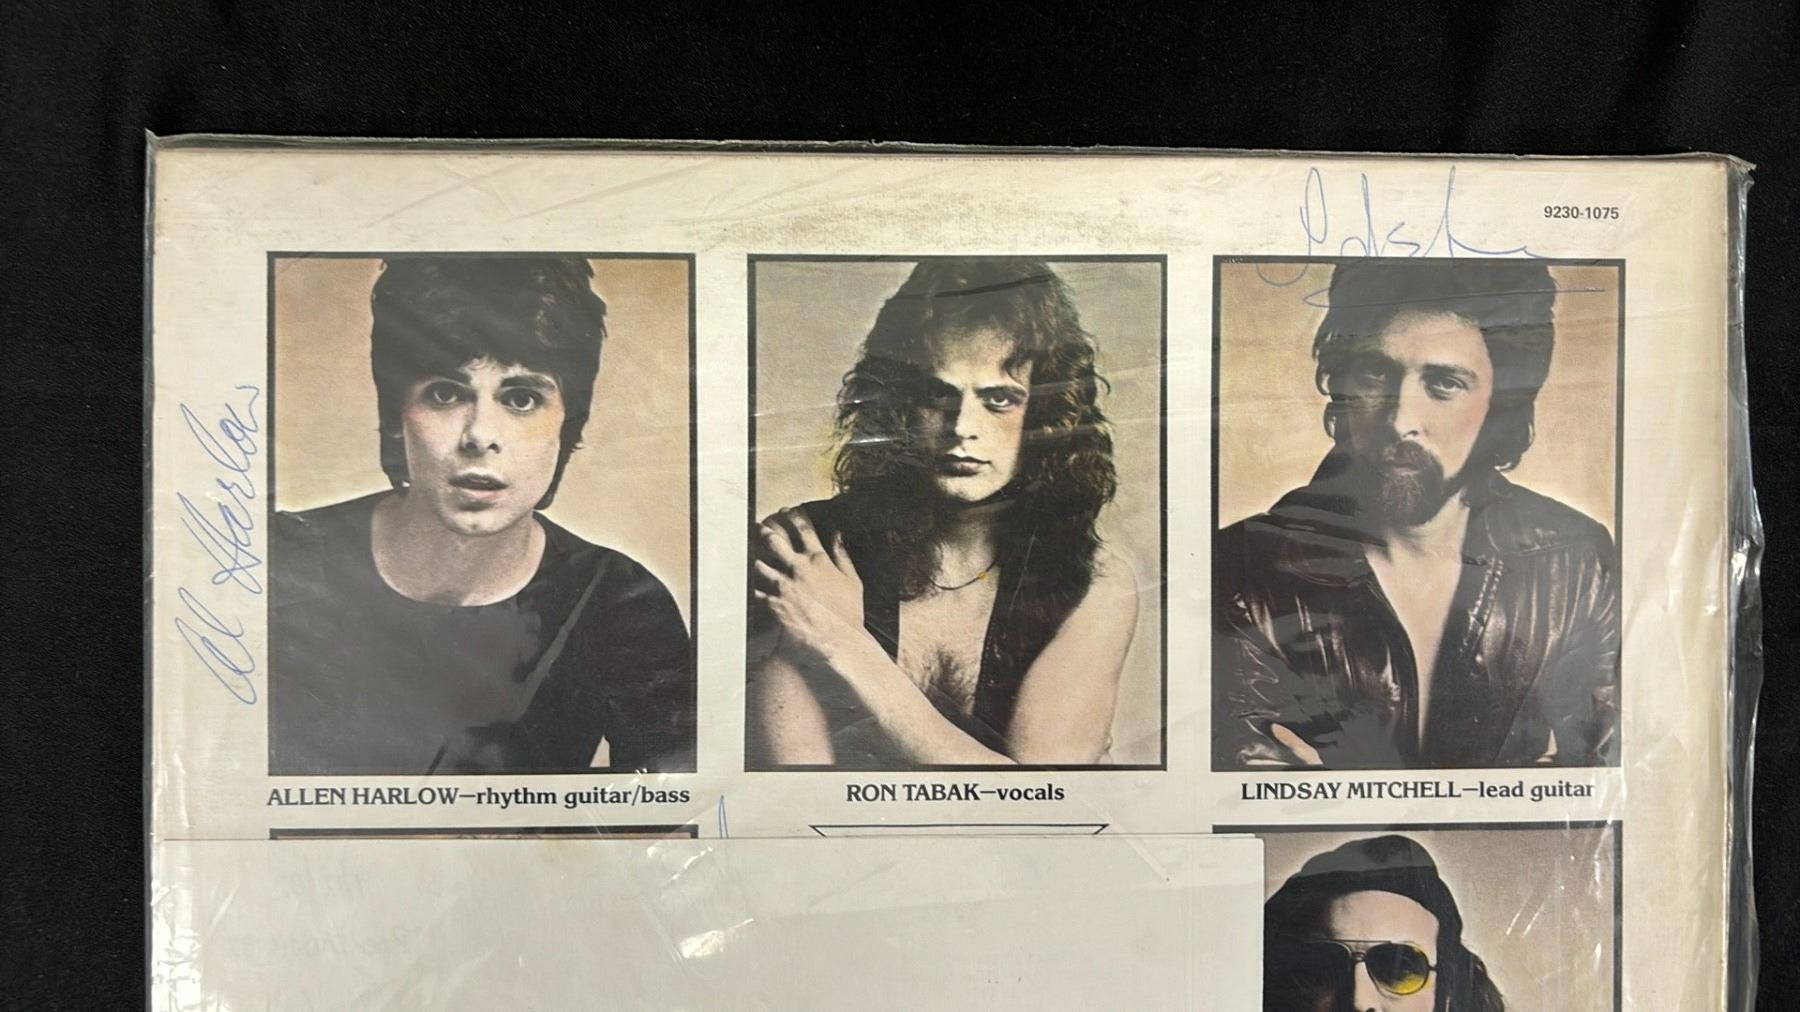 9230-1075
Al Harlow
ALLEN HARLOW—rhythm guitar/bass
RON TABAK—vocals
LINDSAY MITCHELL—lead guitar